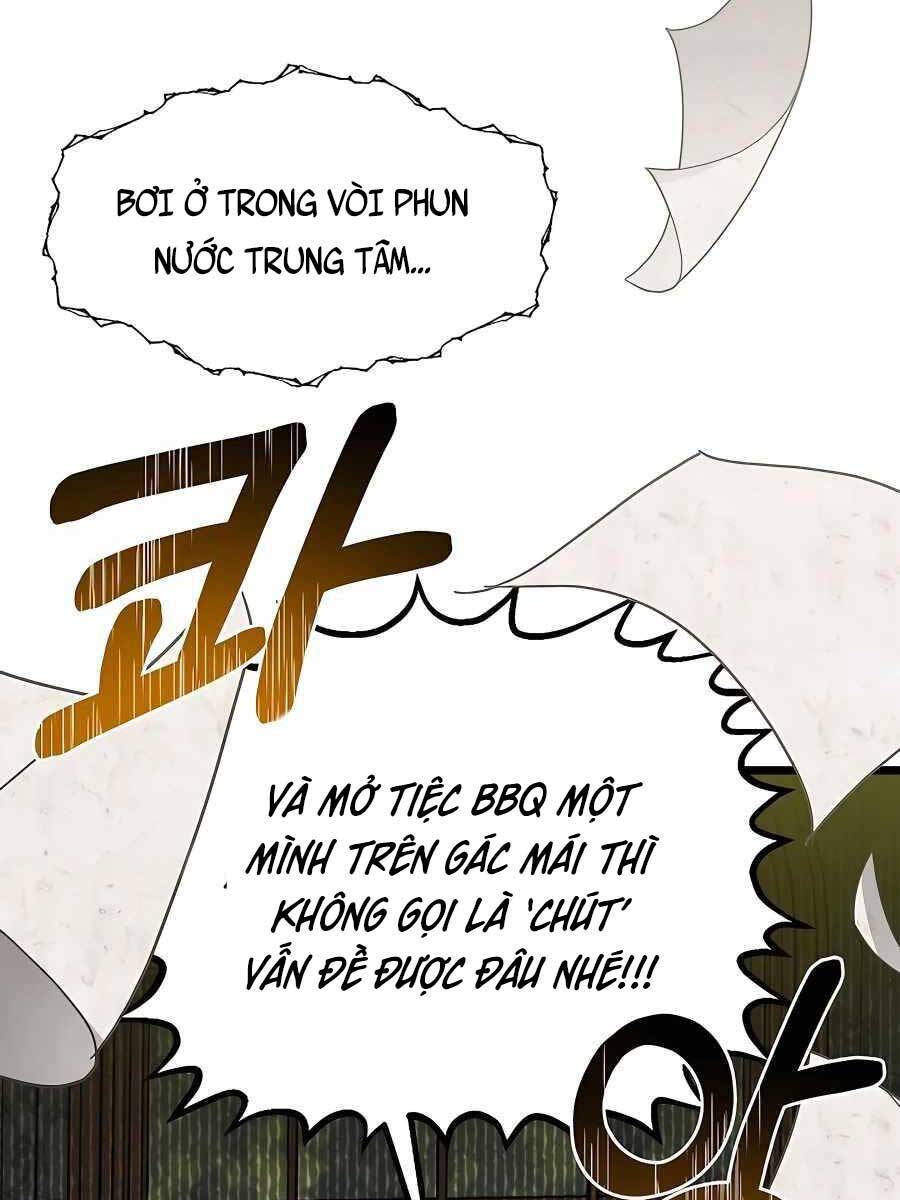 BƠI Ở TRONG VÒI PHUN
NƯỚC TRUNG TÂM...
콰
VÀ MỞ TIỆC BBQ MỘT
MÌNH TRÊN GÁC MÁI THÌ
KHÔNG GỌI LÀ 'CHÚT'
VẤN ĐỀ ĐƯỢC ĐÂU NHÉ!!!
아